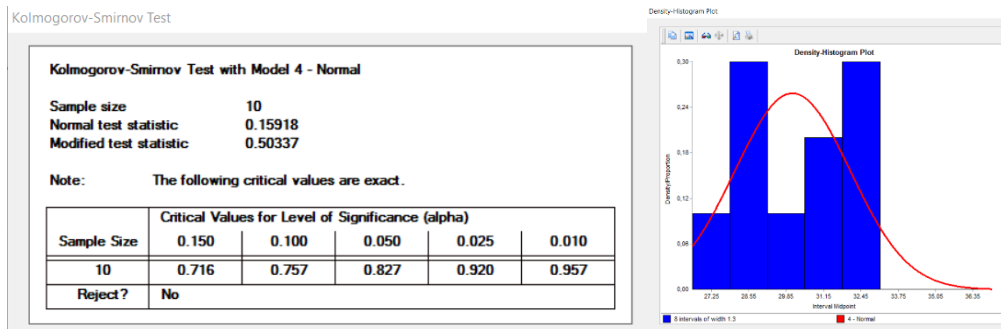 Kolmogorov-Smirnov Test
Kolmogorov-Smirnov Test with Model 4 - Normal
Sample size 10
Normal test statistic 0.15918
Modified test statistic 0.50337
Note: The following critical values are exact.
Critical Values for Level of Significance (alpha)
Sample Size 0.150 0.100 0.050 0.025 0.010
10 0.716 0.757 0.827 0.920 0.957
Reject? No
Density-Histogram Plot
Density-Histogram Plot
0,30
0,24
0,18
0,12
0,06
0,00
Density/Proportion
27.25 28.55 29.85 31.15 32.45 33.75 35.05 36.35
Interval Midpoint
8 intervals of width 1.3 4 - Normal